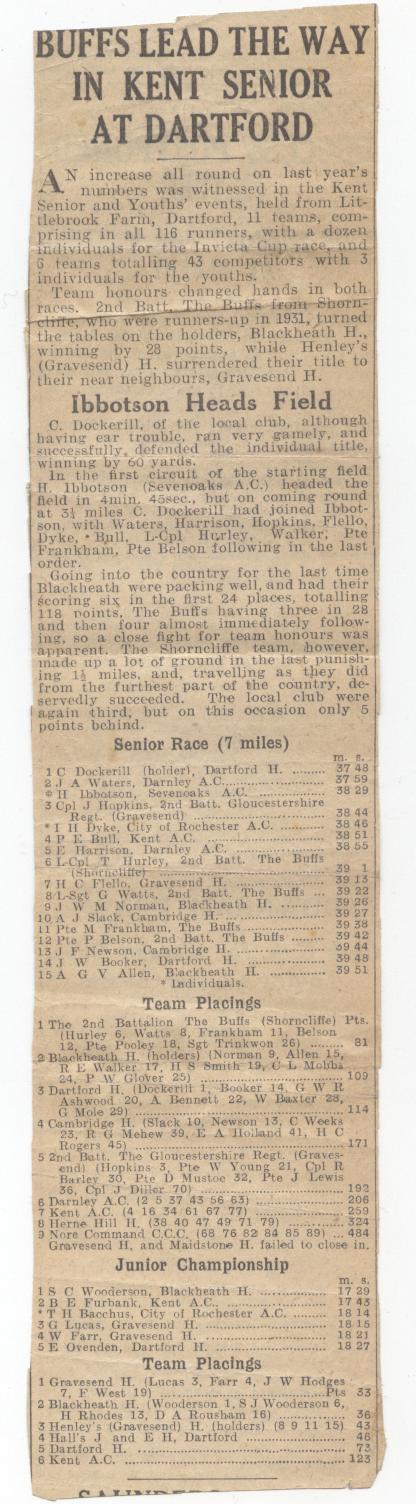 BUFFS LEAD THE WAY
IN KENT SENIOR
AT DARTFORD
AN increase all round on last year's
numbers was witnessed in the Kent
Senior and Youths' events, held from Lit-
tlebrook Farm, Dartford, 11 teams, com-
prising in all 116 runners, with a dozen
individuals for the Invicta Cup race, and
6 teams totalling 43 competitors with 3
individuals for the youths.
Team honours changed hands in both
races. 2nd Batt. The Buffs from Shorn-
cliffe, who were runners-up in 1931, turned
the tables on the holders, Blackheath H.,
winning by 28 points, while Henley's
(Gravesend) H. surrendered their title to
their near neighbours, Gravesend H.
Ibbotson Heads Field
C. Dockerill, of the local club, although
having ear trouble, ran very gamely, and
successfully defended the individual title,
winning by 60 yards.
In the first circuit of the starting field
H. Ibbotson (Sevenoaks A.C.) headed the
field in 4min. 45sec., but on coming round
at 3¼ miles C. Dockerill had joined Ibbot-
son, with Waters, Harrison, Hopkins, Flello,
Dyke, Bull, L-Cpl Hurley, Walker, Pte
Frankham, Pte Belson following in the last
order.
Going into the country for the last time
Blackheath were packing well, and had their
scoring six in the first 24 places, totalling
118 points, The Buffs having three in 28
and then four almost immediately follow-
ing, so a close fight for team honours was
apparent. The Shorncliffe team, however,
made up a lot of ground in the last punish-
ing 1½ miles, and, travelling as they did
from the furthest part of the country, de-
servedly succeeded. The local club were
again third, but on this occasion only 5
points behind.
Senior Race (7 miles)
m. s.
1 C Dockerill (holder), Dartford H. ........ 37 48
2 J A Waters, Darnley A.C. .................. 37 59
* H Ibbotson, Sevenoaks A.C. .............. 38 29
3 Cpl J Hopkins, 2nd Batt. Gloucestershire
Regt. (Gravesend) ........................ 38 44
* I H Dyke, City of Rochester A.C. ......... 38 46
4 P E Bull, Kent A.C. ....................... 38 51
5 E Harrison, Darnley A.C. ................. 38 55
6 L-Cpl T Hurley, 2nd Batt. The Buffs
(Shorncliffe) ............................ 39 1
7 H C Flello, Gravesend H. ................. 39 13
8 L-Sgt G Watts, 2nd Batt. The Buffs ... 39 22
9 J W M Norman, Blackheath H. ........... 39 26
10 A J Slack, Cambridge H. ................. 39 27
11 Pte M Frankham, The Buffs .............. 39 38
12 Pte P Belson, 2nd Batt. The Buffs ...... 39 42
13 J F Newson, Cambridge H. ............... 39 44
14 J W Booker, Dartford H. ................. 39 48
15 A G V Allen, Blackheath H. .............. 39 51
* Individuals.
Team Placings
1 The 2nd Battalion The Buffs (Shorncliffe) Pts.
(Hurley 6, Watts 8, Frankham 11, Belson
12, Pte Pooley 18, Sgt Trinkwon 26) ........ 81
2 Blackheath H. (holders) (Norman 9, Allen 15,
R E Walker 17, H S Smith 19, C L Mobbs
24, P W Glover 25) ........................ 109
3 Dartford H. (Dockerill 1, Booker 14, G W R
Ashwood 20, A Bennett 22, W Baxter 28,
G Mole 29) ................................. 114
4 Cambridge H. (Slack 10, Newson 13, C Weeks
23, R G Mehew 39, E A Holland 41, H C
Rogers 45) ................................. 171
5 2nd Batt. The Gloucestershire Regt. (Graves-
end) (Hopkins 3, Pte W Young 21, Cpl R
Barley 30, Pte D Mustoe 32, Pte J Lewis
36, Cpl J Diller 70) ....................... 192
6 Darnley A.C. (2 5 37 43 56 63) ............ 206
7 Kent A.C. (4 16 34 61 67 77) .............. 259
8 Herne Hill H. (38 40 47 49 71 79) ......... 324
9 Nore Command C.C.C. (68 76 82 84 85 89) ... 484
Gravesend H. and Maidstone H. failed to close in.
Junior Championship
m. s.
1 S C Wooderson, Blackheath H. ............ 17 29
2 B E Furbank, Kent A.C. ................... 17 43
* T H Bacchus, City of Rochester A.C. ...... 18 14
3 G Lucas, Gravesend H. .................... 18 15
4 W Farr, Gravesend H. ..................... 18 21
5 E Ovenden, Dartford H. ................... 18 27
Team Placings
1 Gravesend H. (Lucas 3, Farr 4, J W Hodges
7, F West 19) ........................ Pts 33
2 Blackheath H. (Wooderson 1, S J Wooderson 6,
H Rhodes 13, D A Rousham 16) ............ 36
3 Henley's (Gravesend) H. (holders) (8 9 11 15) 43
4 Hall's J and E H, Dartford ................ 46
5 Dartford H. ............................... 73
6 Kent A.C. ................................. 123